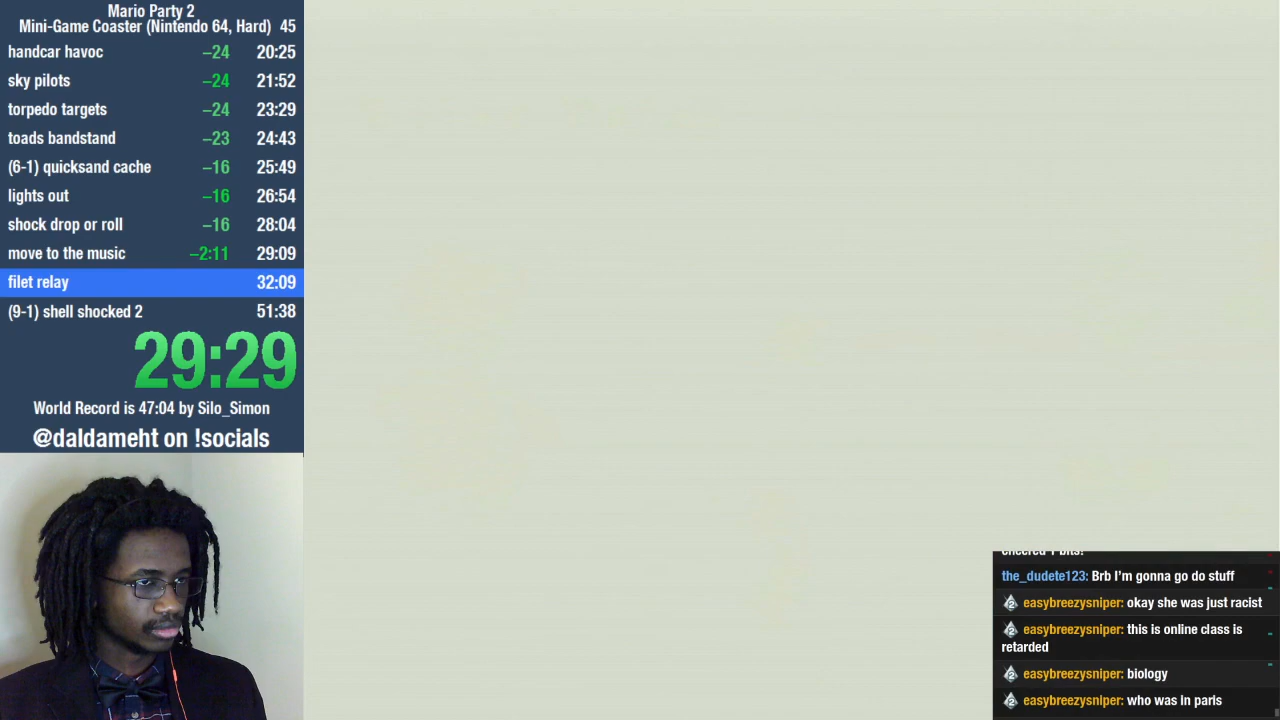 Mario Party 2
Mini-Game Coaster (Nintendo 64, Hard) 45
handcar havoc –24 20:25
sky pilots –24 21:52
torpedo targets –24 23:29
toads bandstand –23 24:43
(6-1) quicksand cache –16 25:49
lights out –16 26:54
shock drop or roll –16 28:04
move to the music –2:11 29:09
filet relay 32:09
(9-1) shell shocked 2 51:38
29:29
World Record is 47:04 by Silo_Simon
@daldameht on !socials
cheered 1 bits!
the_dudete123: Brb I'm gonna go do stuff
easybreezysniper: okay she was just racist
easybreezysniper: this is online class is
retarded
easybreezysniper: biology
easybreezysniper: who was in paris